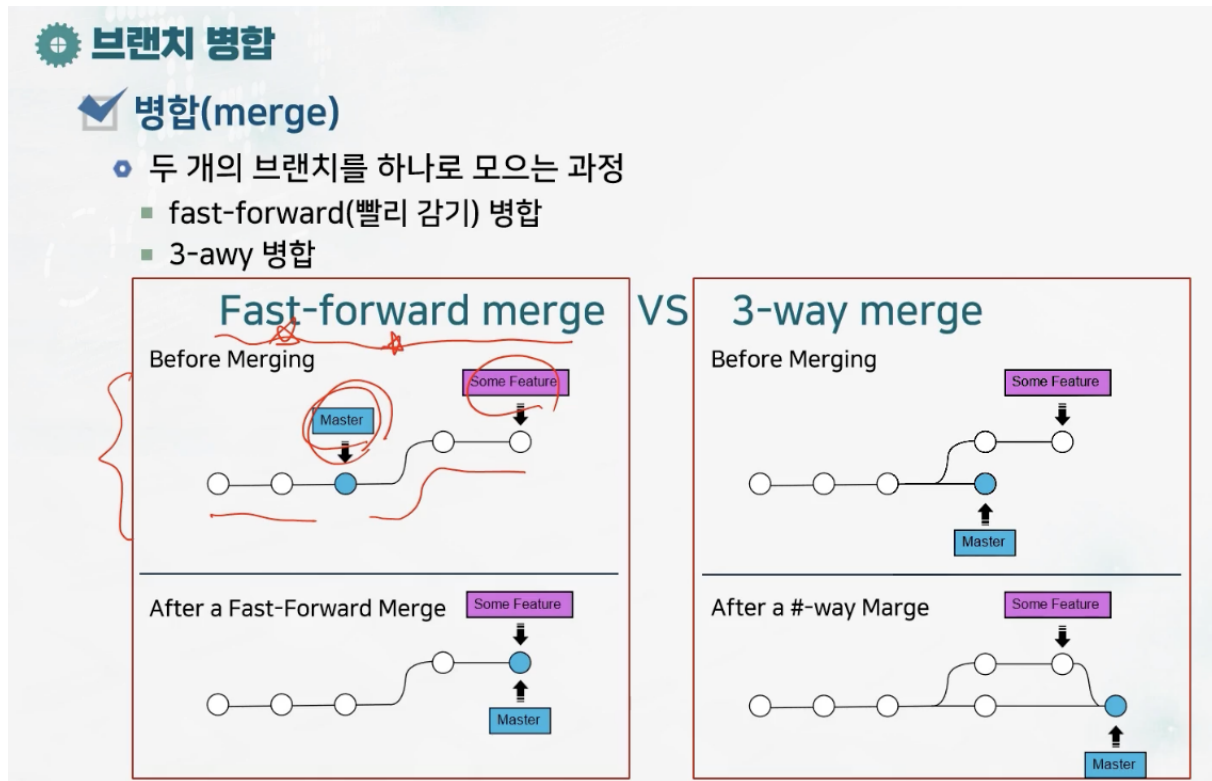 브랜치 병합
병합(merge)
두 개의 브랜치를 하나로 모으는 과정
fast-forward(빨리 감기) 병합
3-awy 병합
Fast-forward merge VS 3-way merge
Before Merging
Some Feature
Master
Before Merging
Some Feature
Master
After a Fast-Forward Merge
Some Feature
Master
After a #-way Marge
Some Feature
Master